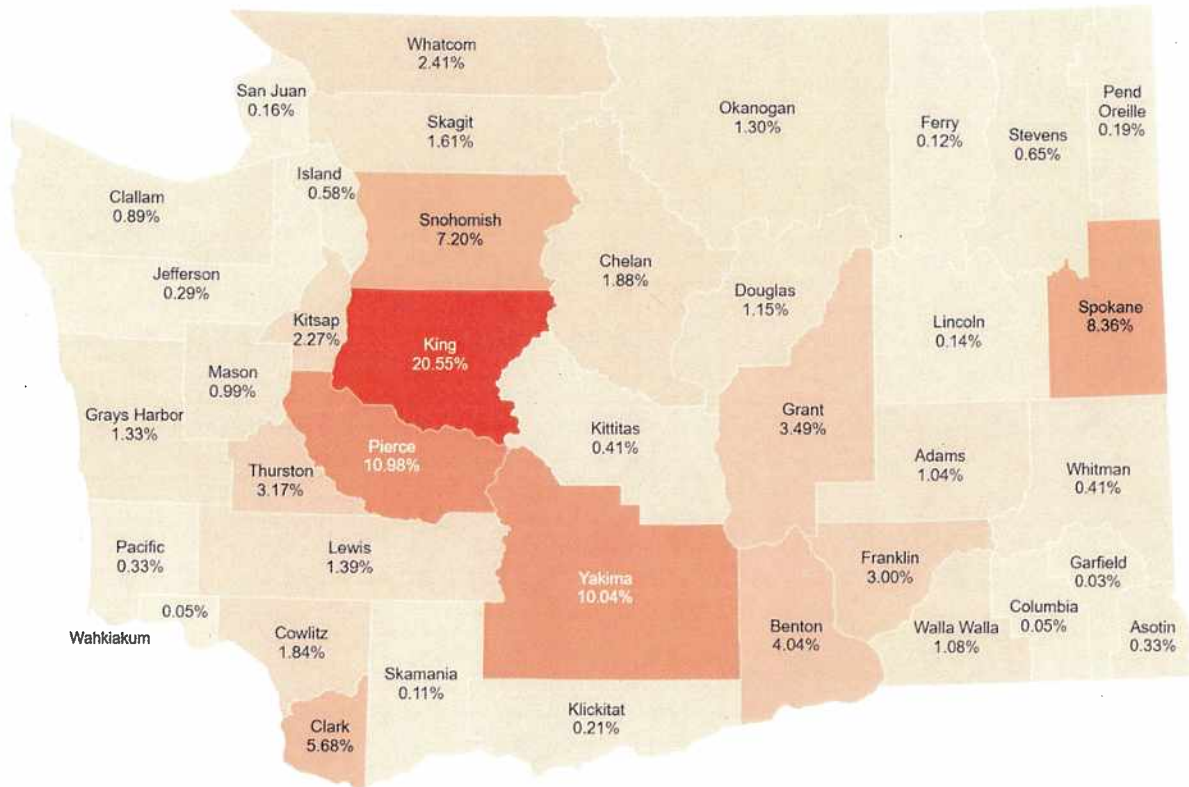 Whatcom
2.41%
San Juan
0.16%
Skagit
1.61%
Okanogan
1.30%
Ferry
0.12%
Stevens
0.65%
Pend
Oreille
0.19%
Island
0.58%
Clallam
0.89%
Snohomish
7.20%
Chelan
1.88%
Jefferson
0.29%
Douglas
1.15%
Spokane
8.36%
Kitsap
2.27%
King
20.55%
Lincoln
0.14%
Mason
0.99%
Grays Harbor
1.33%
Grant
3.49%
Kittitas
0.41%
Pierce
10.98%
Adams
1.04%
Whitman
0.41%
Thurston
3.17%
Pacific
0.33%
Lewis
1.39%
Franklin
3.00%
Garfield
0.03%
Yakima
10.04%
0.05%
Wahkiakum
Columbia
0.05%
Cowlitz
1.84%
Benton
4.04%
Walla Walla
1.08%
Asotin
0.33%
Skamania
0.11%
Klickitat
0.21%
Clark
5.68%